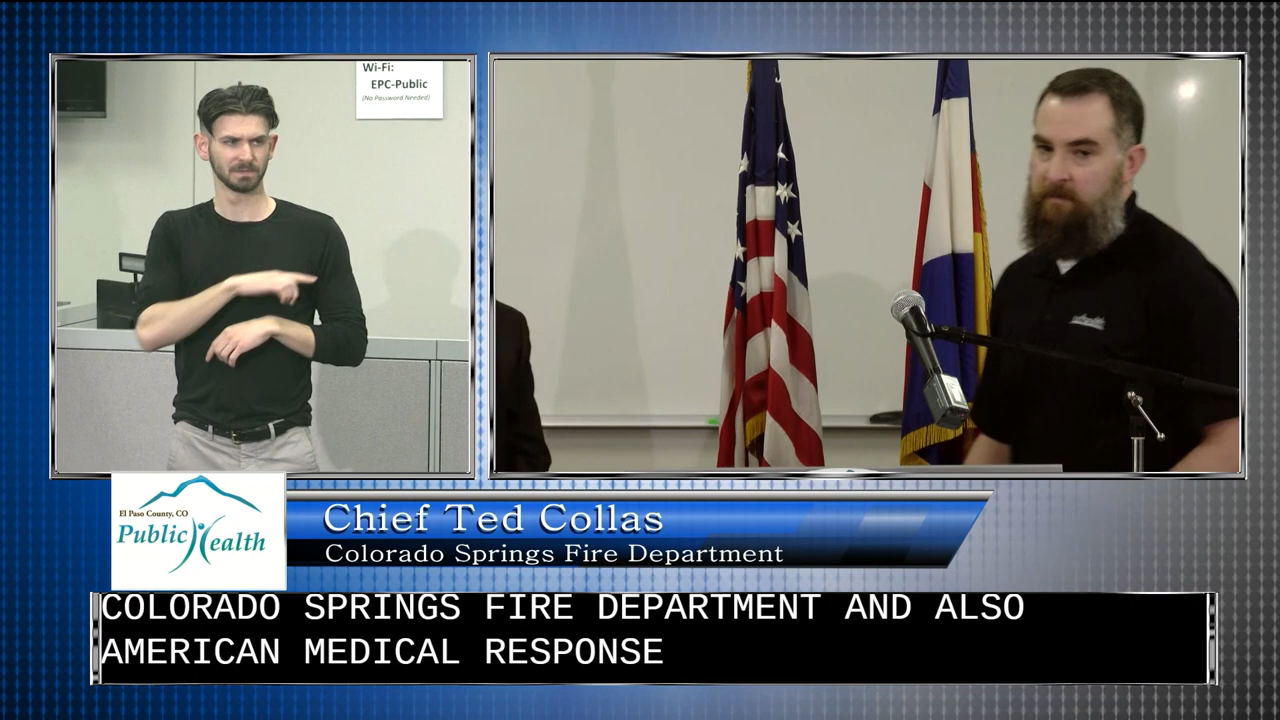 Wi-Fi:
EPC-Public
(No Password Needed)
El Paso County, CO
Public Health
Chief Ted Collas
Colorado Springs Fire Department
COLORADO SPRINGS FIRE DEPARTMENT AND ALSO
AMERICAN MEDICAL RESPONSE